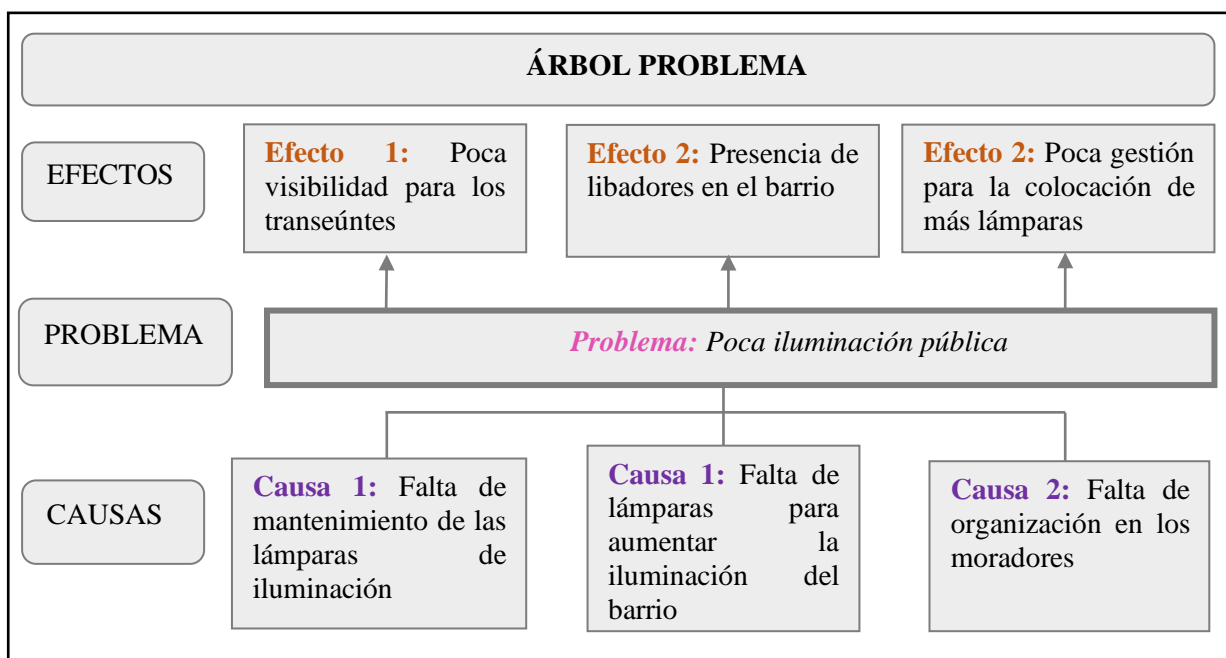 ÁRBOL PROBLEMA
EFECTOS
Efecto 1: Poca
visibilidad para los
transeúntes
Efecto 2: Presencia de
libadores en el barrio
Efecto 2: Poca gestión
para la colocación de
más lámparas
PROBLEMA
Problema: Poca iluminación pública
CAUSAS
Causa 1: Falta de
mantenimiento de las
lámparas de
iluminación
Causa 1: Falta de
lámparas para
aumentar la
iluminación del
barrio
Causa 2: Falta de
organización en los
moradores